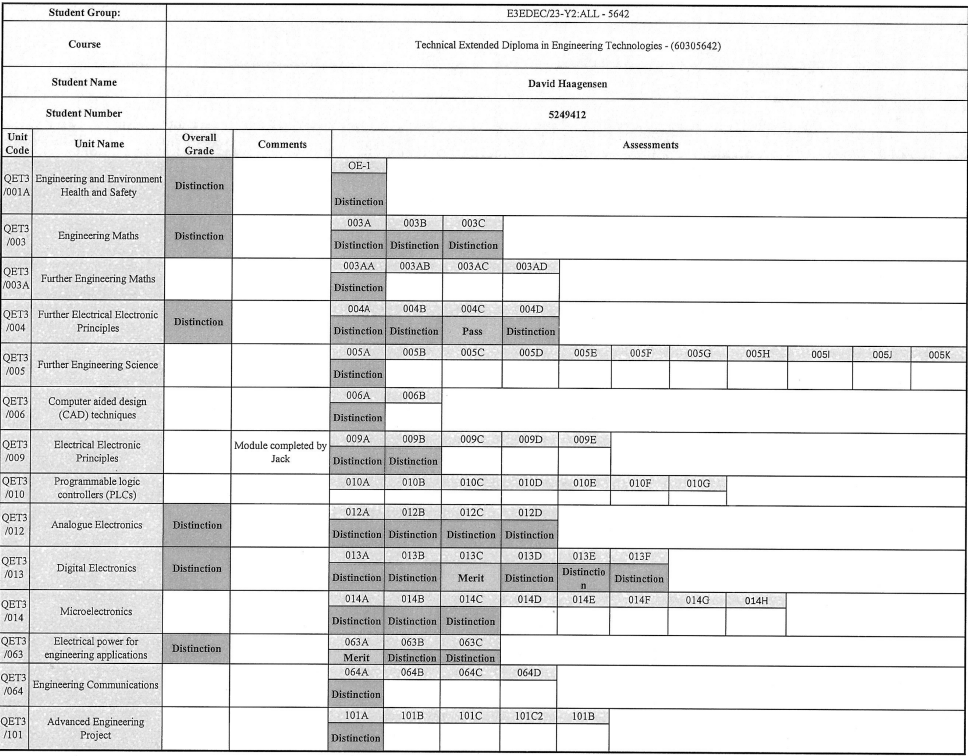 Student Group: E3EDEC/23-Y2:ALL - 5642
Course Technical Extended Diploma in Engineering Technologies - (60305642)
Student Name David Haagensen
Student Number 5249412
Unit Code Unit Name Overall Grade Comments Assessments
QET3 /001A Engineering and Environment Health and Safety Distinction OE-1
Distinction
QET3 /003 Engineering Maths Distinction 003A 003B 003C
Distinction Distinction Distinction
QET3 /003A Further Engineering Maths 003AA 003AB 003AC 003AD
Distinction
QET3 /004 Further Electrical Electronic Principles Distinction 004A 004B 004C 004D
Distinction Distinction Pass Distinction
QET3 /005 Further Engineering Science 005A 005B 005C 005D 005E 005F 005G 005H 005I 005J 005K
Distinction
QET3 /006 Computer aided design (CAD) techniques 006A 006B
Distinction
QET3 /009 Electrical Electronic Principles Module completed by Jack 009A 009B 009C 009D 009E
Distinction Distinction
QET3 /010 Programmable logic controllers (PLCs) 010A 010B 010C 010D 010E 010F 010G
QET3 /012 Analogue Electronics Distinction 012A 012B 012C 012D
Distinction Distinction Distinction Distinction
QET3 /013 Digital Electronics Distinction 013A 013B 013C 013D 013E 013F
Distinction Distinction Merit Distinction Distinctio n Distinction
QET3 /014 Microelectronics 014A 014B 014C 014D 014E 014F 014G 014H
Distinction Distinction Distinction
QET3 /063 Electrical power for engineering applications Distinction 063A 063B 063C
Merit Distinction Distinction
QET3 /064 Engineering Communications 064A 064B 064C 064D
Distinction
QET3 /101 Advanced Engineering Project 101A 101B 101C 101C2 101B
Distinction